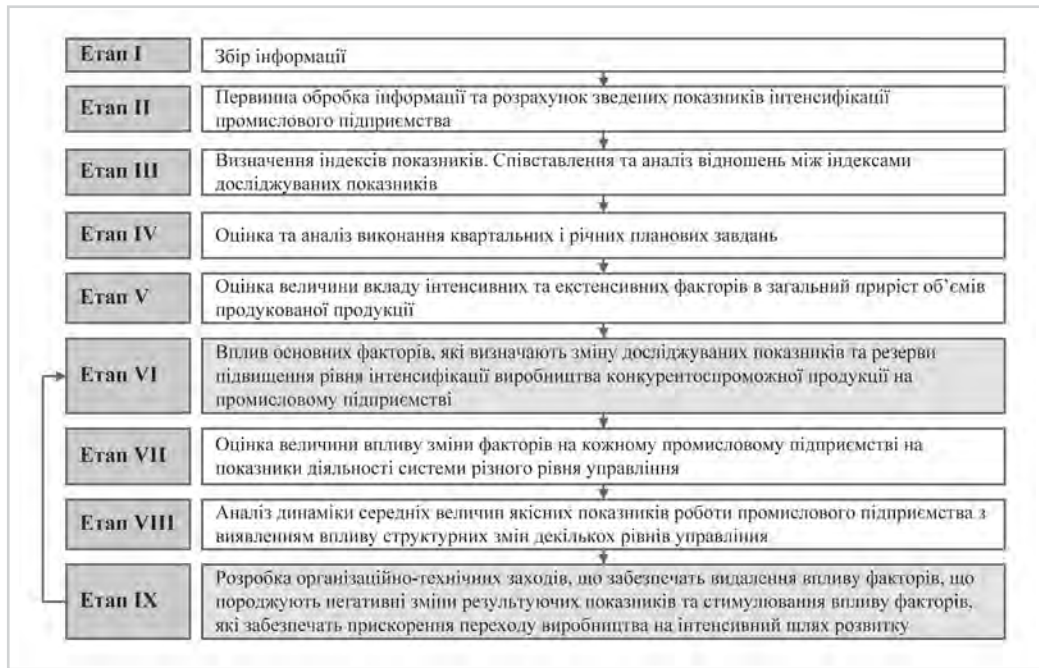 Етап I
Збір інформації
Етап II
Первинна обробка інформації та розрахунок зведених показників інтенсифікації
промислового підприємства
Етап III
Визначення індексів показників. Співставлення та аналіз відношень між індексами
досліджуваних показників
Етап IV
Оцінка та аналіз виконання квартальних і річних планових завдань
Етап V
Оцінка величини вкладу інтенсивних та екстенсивних факторів в загальний приріст об’ємів
продукованої продукції
Етап VI
Вплив основних факторів, які визначають зміну досліджуваних показників та резерви
підвищення рівня інтенсифікації виробництва конкурентоспроможної продукції на
промисловому підприємстві
Етап VII
Оцінка величини впливу зміни факторів на кожному промисловому підприємстві на
показники діяльності системи різного рівня управління
Етап VIII
Аналіз динаміки середніх величин якісних показників роботи промислового підприємства з
виявленням впливу структурних змін декількох рівнів управління
Етап IX
Розробка організаційно-технічних заходів, що забезпечать видалення впливу факторів, що
породжують негативні зміни результуючих показників та стимулювання впливу факторів,
які забезпечать прискорення переходу виробництва на інтенсивний шлях розвитку